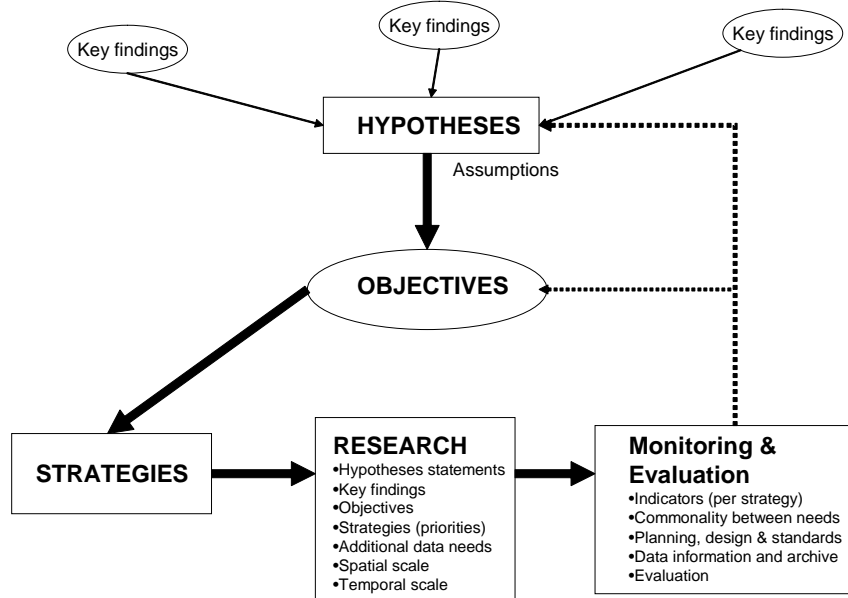 Key findings
Key findings
Key findings
HYPOTHESES
Assumptions
OBJECTIVES
STRATEGIES
RESEARCH
•Hypotheses statements
•Key findings
•Objectives
•Strategies (priorities)
•Additional data needs
•Spatial scale
•Temporal scale
Monitoring &
Evaluation
•Indicators (per strategy)
•Commonality between needs
•Planning, design & standards
•Data information and archive
•Evaluation